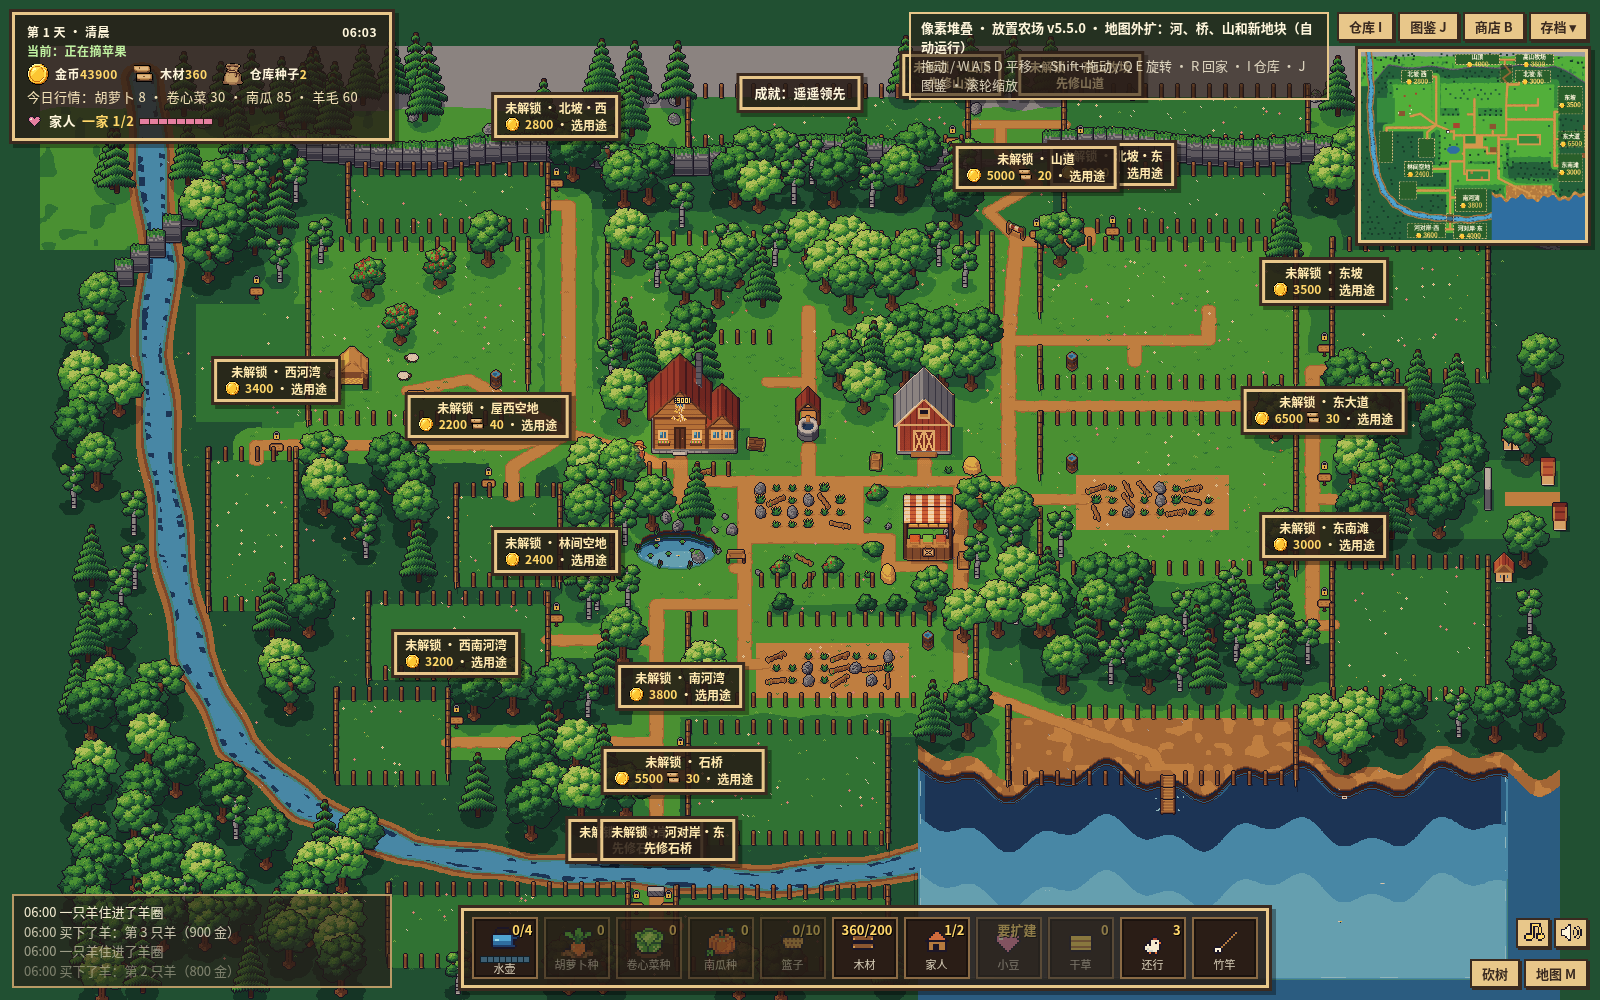 第 1 天 · 清晨 06:03
当前：正在摘苹果
金币43900 木材360 仓库种子2
今日行情：胡萝卜 8 · 卷心菜 30 · 南瓜 85 · 羊毛 60
家人 一家 1/2
像素堆叠 · 放置农场 v5.5.0 · 地图外扩：河、桥、山和新地块（自
动运行）
拖动/WASD平移 · Shift+拖动/QE旋转 · R回家 · I仓库 · J
图鉴 · 滚轮缩放
先修山道
仓库 I
图鉴 J
商店 B
存档 ▾
成就：遥遥领先
未解锁 · 北坡 · 西
2800 · 选用途
未解锁 · 山道
5000 20 · 选用途
北坡 · 东
选用途
未解锁 · 东坡
3500 · 选用途
未解锁 · 西河湾
3400 · 选用途
未解锁 · 屋西空地
2200 40 · 选用途
未解锁 · 东大道
6500 30 · 选用途
未解锁 · 林间空地
2400 · 选用途
未解锁 · 东南滩
3000 · 选用途
未解锁 · 西南河湾
3200 · 选用途
未解锁 · 南河湾
3800 · 选用途
未解锁 · 石桥
5500 30 · 选用途
未解锁 · 河对岸 · 东
先修石桥
06:00 一只羊住进了羊圈
06:00 买下了羊：第 3 只羊（900 金）
06:00 一只羊住进了羊圈
06:00 买下了羊：第 2 只羊（800 金）
0/4 水壶
0 胡萝卜种
0 卷心菜种
0 南瓜种
0/10 篮子
360/200 木材
1/2 家人
要扩建 小豆
0 干草
3 还行
竹竿
砍树
地图 M